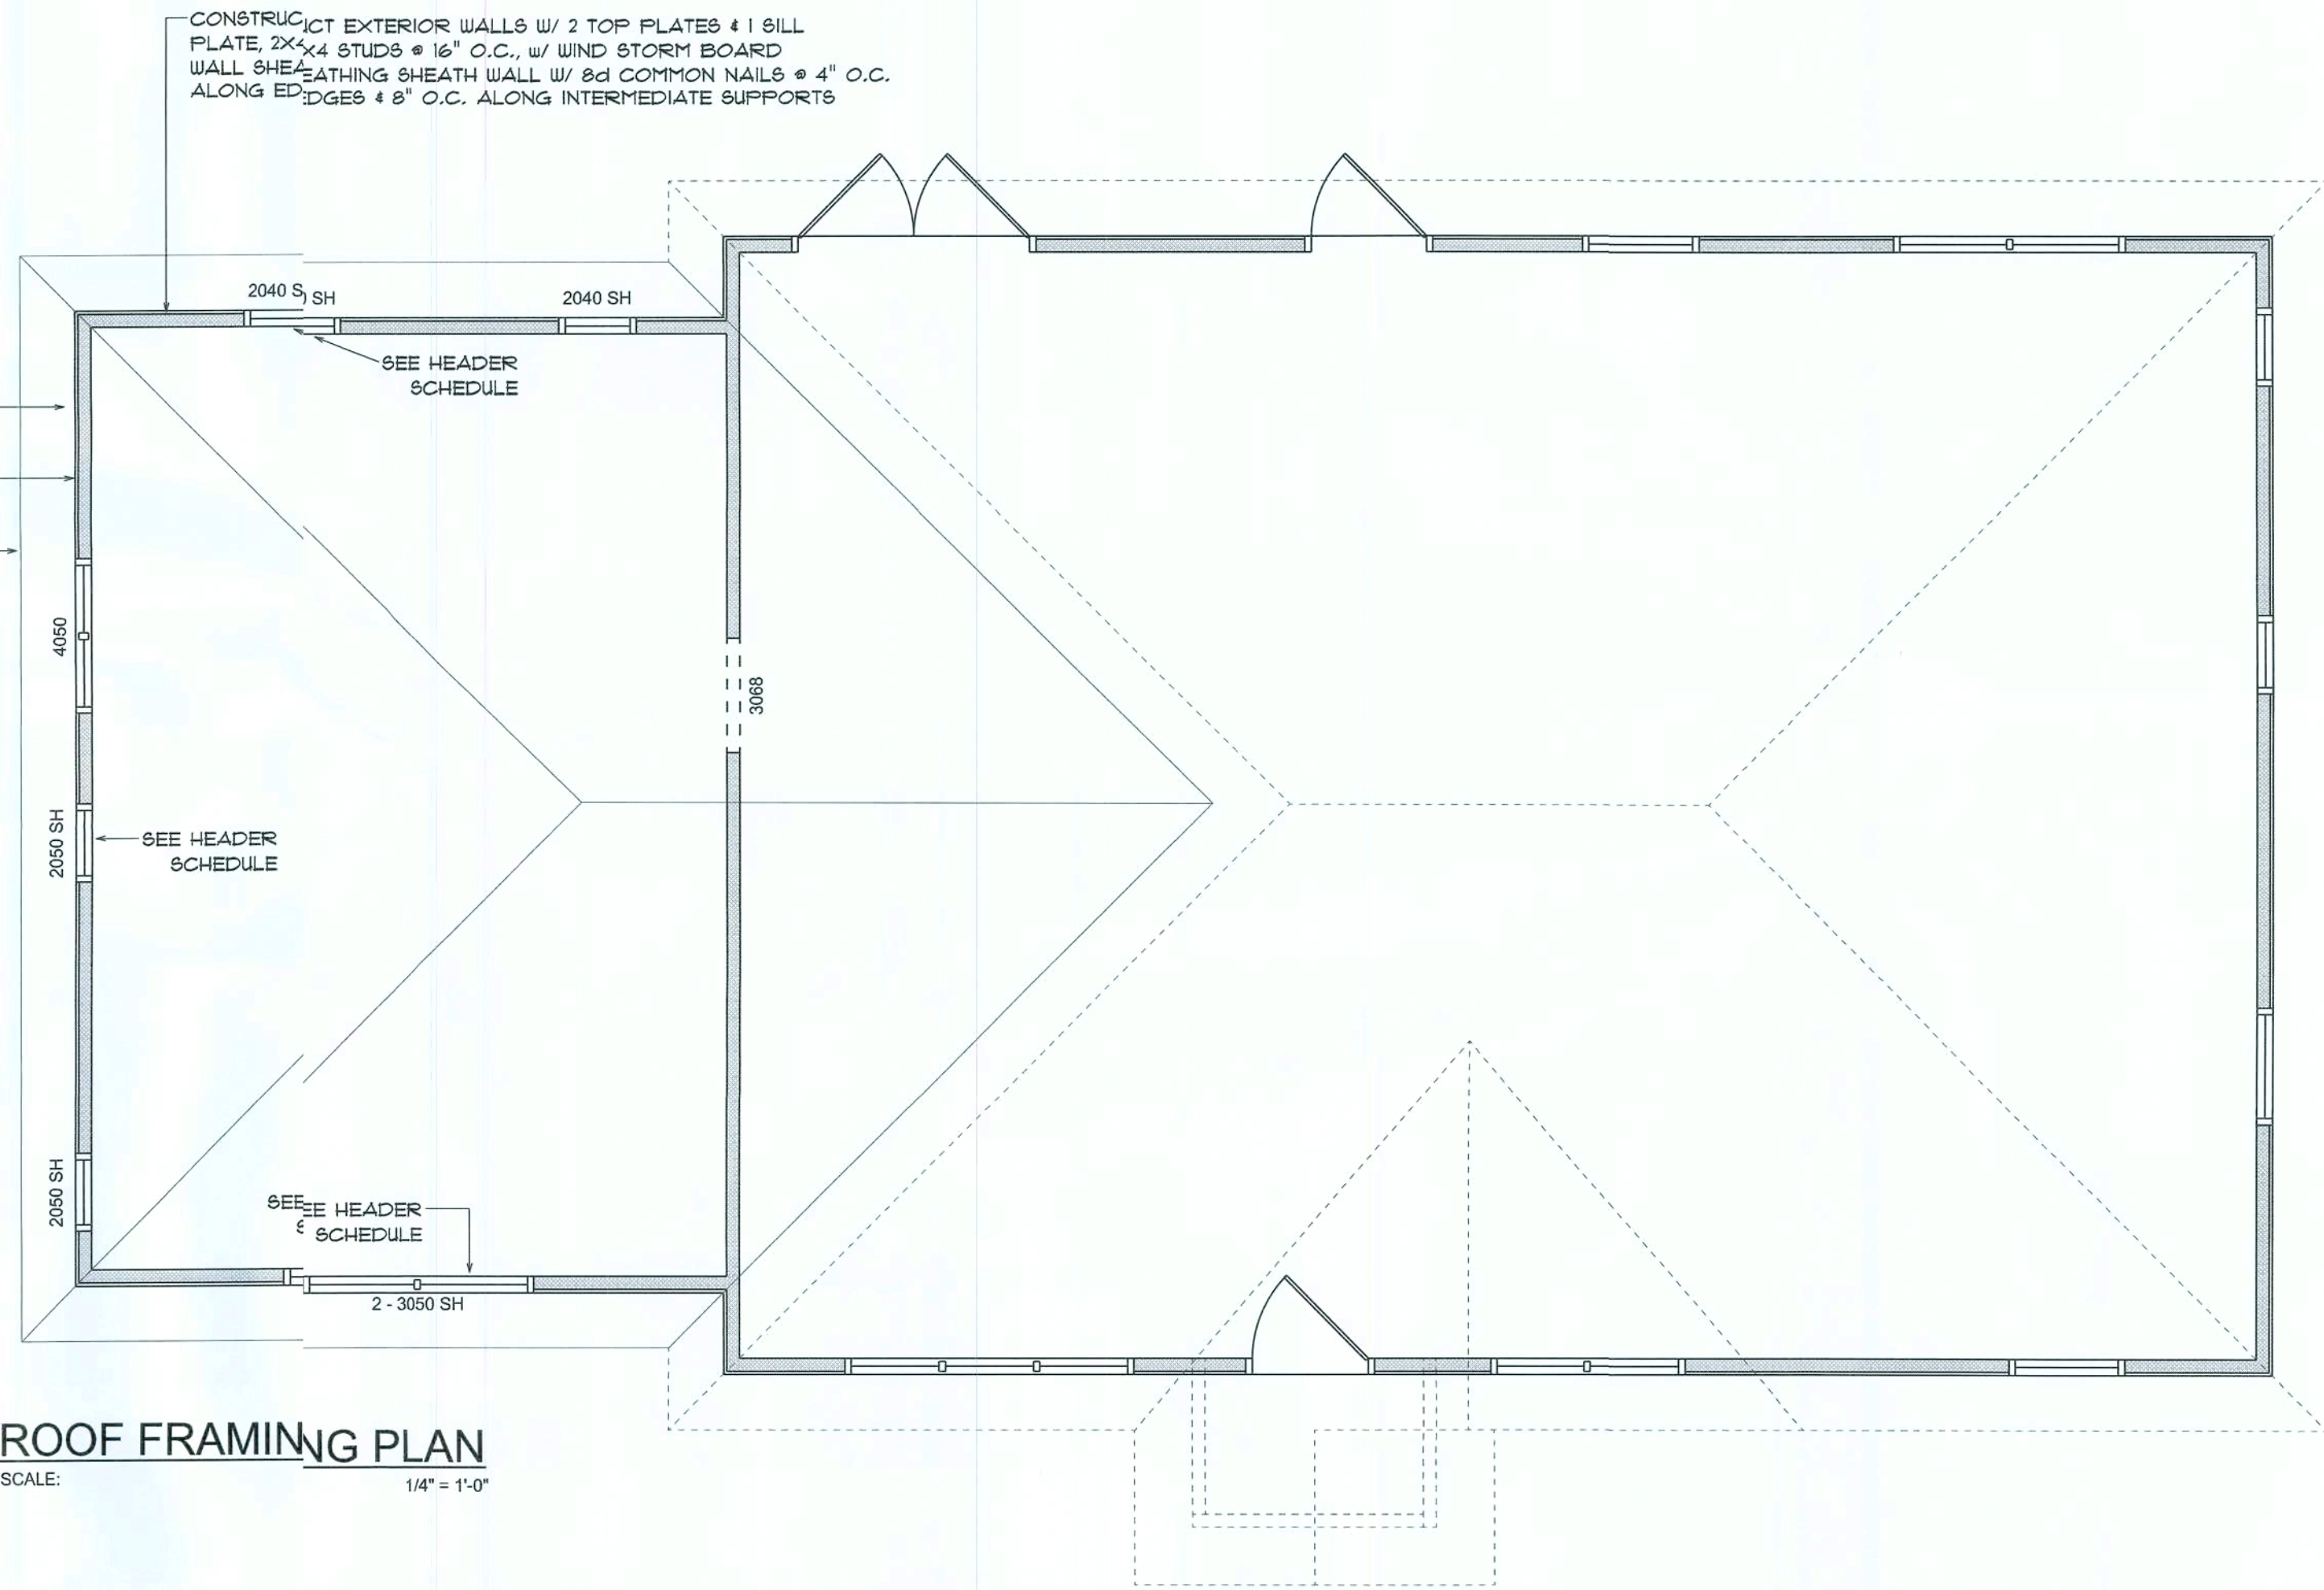 CONSTRUCT EXTERIOR WALLS W/ 2 TOP PLATES & 1 SILL
PLATE, 2X4 STUDS @ 16" O.C., w/ WIND STORM BOARD
WALL SHEATHING SHEATH WALL W/ 8d COMMON NAILS @ 4" O.C.
ALONG EDGES & 8" O.C. ALONG INTERMEDIATE SUPPORTS
2040 SH
2040 SH
SEE HEADER
SCHEDULE
4050
3068
2050 SH
SEE HEADER
SCHEDULE
2050 SH
SEE HEADER
SCHEDULE
2 - 3050 SH
ROOF FRAMING PLAN
SCALE: 1/4" = 1'-0"